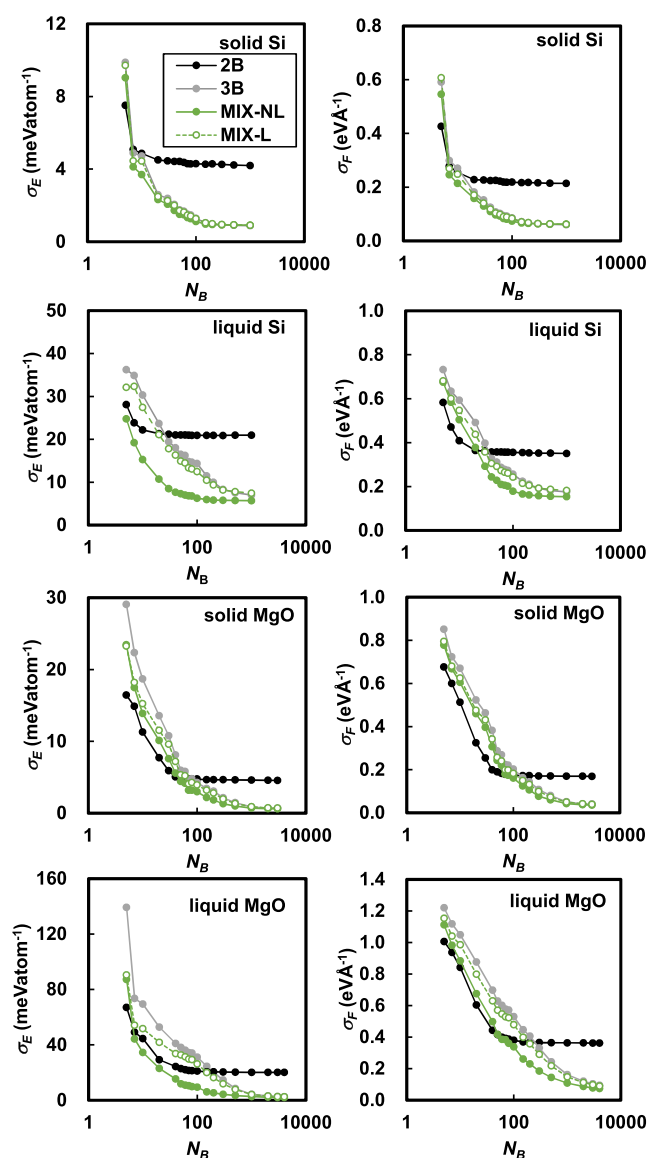 solid Si
12
8
4
0
σE (meVatom-1)
2B
3B
MIX-NL
MIX-L
1
100
10000
NB
solid Si
0.8
0.6
0.4
0.2
0.0
σF (eVÅ-1)
1
100
10000
NB
liquid Si
50
40
30
20
10
0
σE (meVatom-1)
1
100
10000
NB
liquid Si
1.0
0.8
0.6
0.4
0.2
0.0
σF (eVÅ-1)
1
100
10000
NB
solid MgO
30
20
10
0
σE (meVatom-1)
1
100
10000
NB
solid MgO
1.0
0.8
0.6
0.4
0.2
0.0
σF (eVÅ-1)
1
100
10000
NB
liquid MgO
160
120
80
40
0
σE (meVatom-1)
1
100
10000
NB
liquid MgO
1.4
1.2
1.0
0.8
0.6
0.4
0.2
0.0
σF (eVÅ-1)
1
100
10000
NB